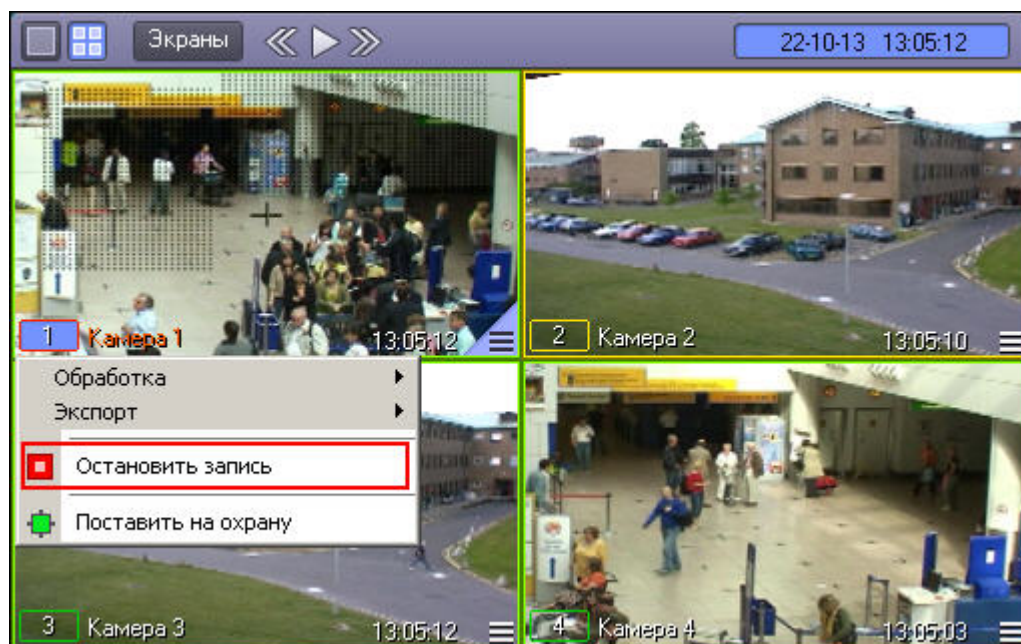 Экраны 22-10-13 13:05:12
1 Камера 1 13:05:12
2 Камера 2 13:05:10
Обработка
Экспорт
Остановить запись
Поставить на охрану
3 Камера 3 13:05:12
4 Камера 4 13:05:03